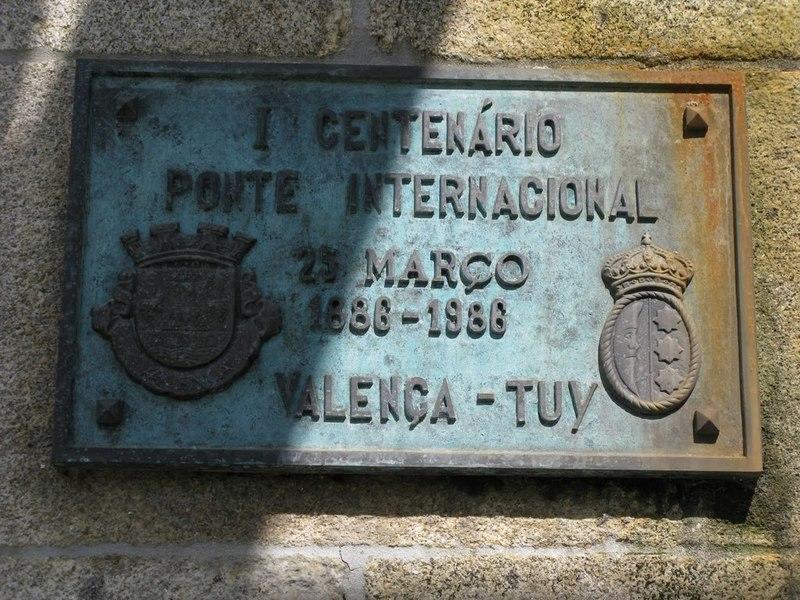 I CENTENÁRIO
PONTE INTERNACIONAL
25 MARÇO
1886-1986
VALENÇA - TUY